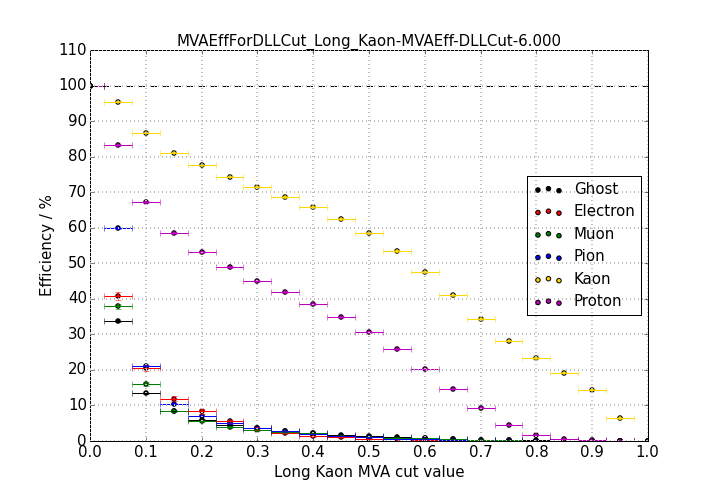 MVAEffForDLLCut_Long_Kaon-MVAEff-DLLCut-6.000
110
100
90
80
70
60
50
40
30
20
10
0
Efficiency / %
Ghost
Electron
Muon
Pion
Kaon
Proton
0.0 0.1 0.2 0.3 0.4 0.5 0.6 0.7 0.8 0.9 1.0
Long Kaon MVA cut value